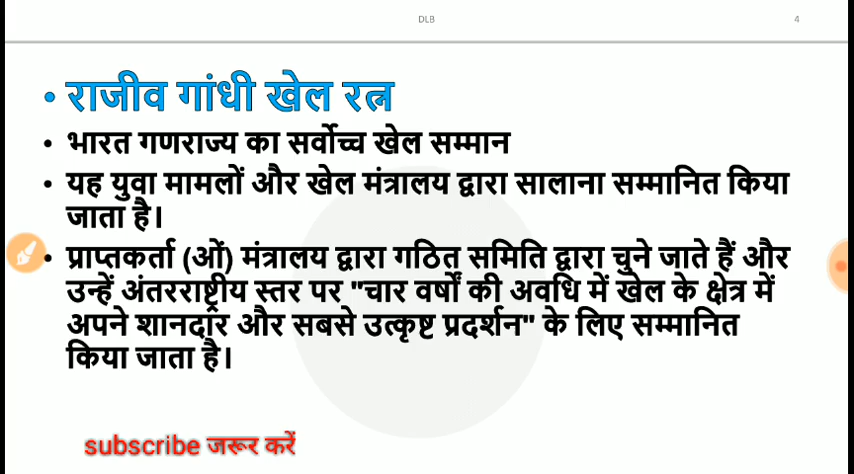 DLB
4
• राजीव गांधी खेल रत्न
• भारत गणराज्य का सर्वोच्च खेल सम्मान
• यह युवा मामलों और खेल मंत्रालय द्वारा सालाना सम्मानित किया
जाता है।
• प्राप्तकर्ता (ओं) मंत्रालय द्वारा गठित समिति द्वारा चुने जाते हैं और
उन्हें अंतरराष्ट्रीय स्तर पर "चार वर्षों की अवधि में खेल के क्षेत्र में
अपने शानदार और सबसे उत्कृष्ट प्रदर्शन" के लिए सम्मानित
किया जाता है।
subscribe जरूर करें